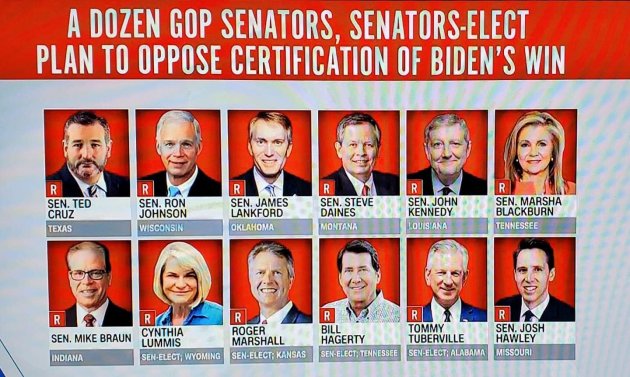 A DOZEN GOP SENATORS, SENATORS-ELECT
PLAN TO OPPOSE CERTIFICATION OF BIDEN'S WIN
R
R
R
R
R
R
SEN. TED
CRUZ
TEXAS
SEN. RON
JOHNSON
WISCONSIN
SEN. JAMES
LANKFORD
OKLAHOMA
SEN. STEVE
DAINES
MONTANA
SEN. JOHN
KENNEDY
LOUISIANA
SEN. MARSHA
BLACKBURN
TENNESSEE
R
R
R
R
R
R
SEN. MIKE BRAUN
INDIANA
CYNTHIA
LUMMIS
SEN-ELECT; WYOMING
ROGER
MARSHALL
SEN-ELECT; KANSAS
BILL
HAGERTY
SEN-ELECT; TENNESSEE
TOMMY
TUBERVILLE
SEN-ELECT; ALABAMA
SEN. JOSH
HAWLEY
MISSOURI